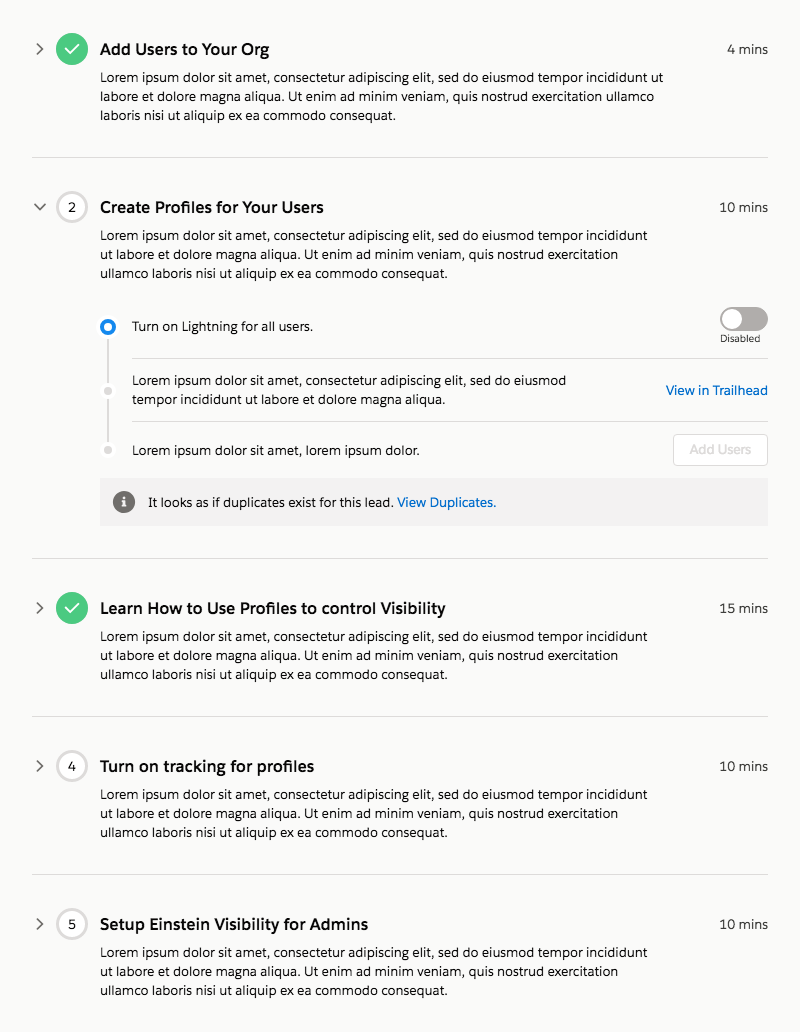 Add Users to Your Org
4 mins
Lorem ipsum dolor sit amet, consectetur adipiscing elit, sed do eiusmod tempor incididunt ut
labore et dolore magna aliqua. Ut enim ad minim veniam, quis nostrud exercitation ullamco
laboris nisi ut aliquip ex ea commodo consequat.
2
Create Profiles for Your Users
10 mins
Lorem ipsum dolor sit amet, consectetur adipiscing elit, sed do eiusmod tempor incididunt
ut labore et dolore magna aliqua. Ut enim ad minim veniam, quis nostrud exercitation
ullamco laboris nisi ut aliquip ex ea commodo consequat.
Turn on Lightning for all users.
Disabled
Lorem ipsum dolor sit amet, consectetur adipiscing elit, sed do eiusmod
tempor incididunt ut labore et dolore magna aliqua.
View in Trailhead
Lorem ipsum dolor sit amet, lorem ipsum dolor.
Add Users
It looks as if duplicates exist for this lead. View Duplicates.
Learn How to Use Profiles to control Visibility
15 mins
Lorem ipsum dolor sit amet, consectetur adipiscing elit, sed do eiusmod tempor incididunt
ut labore et dolore magna aliqua. Ut enim ad minim veniam, quis nostrud exercitation
ullamco laboris nisi ut aliquip ex ea commodo consequat.
4
Turn on tracking for profiles
10 mins
Lorem ipsum dolor sit amet, consectetur adipiscing elit, sed do eiusmod tempor incididunt
ut labore et dolore magna aliqua. Ut enim ad minim veniam, quis nostrud exercitation
ullamco laboris nisi ut aliquip ex ea commodo consequat.
5
Setup Einstein Visibility for Admins
10 mins
Lorem ipsum dolor sit amet, consectetur adipiscing elit, sed do eiusmod tempor incididunt
ut labore et dolore magna aliqua. Ut enim ad minim veniam, quis nostrud exercitation
ullamco laboris nisi ut aliquip ex ea commodo consequat.